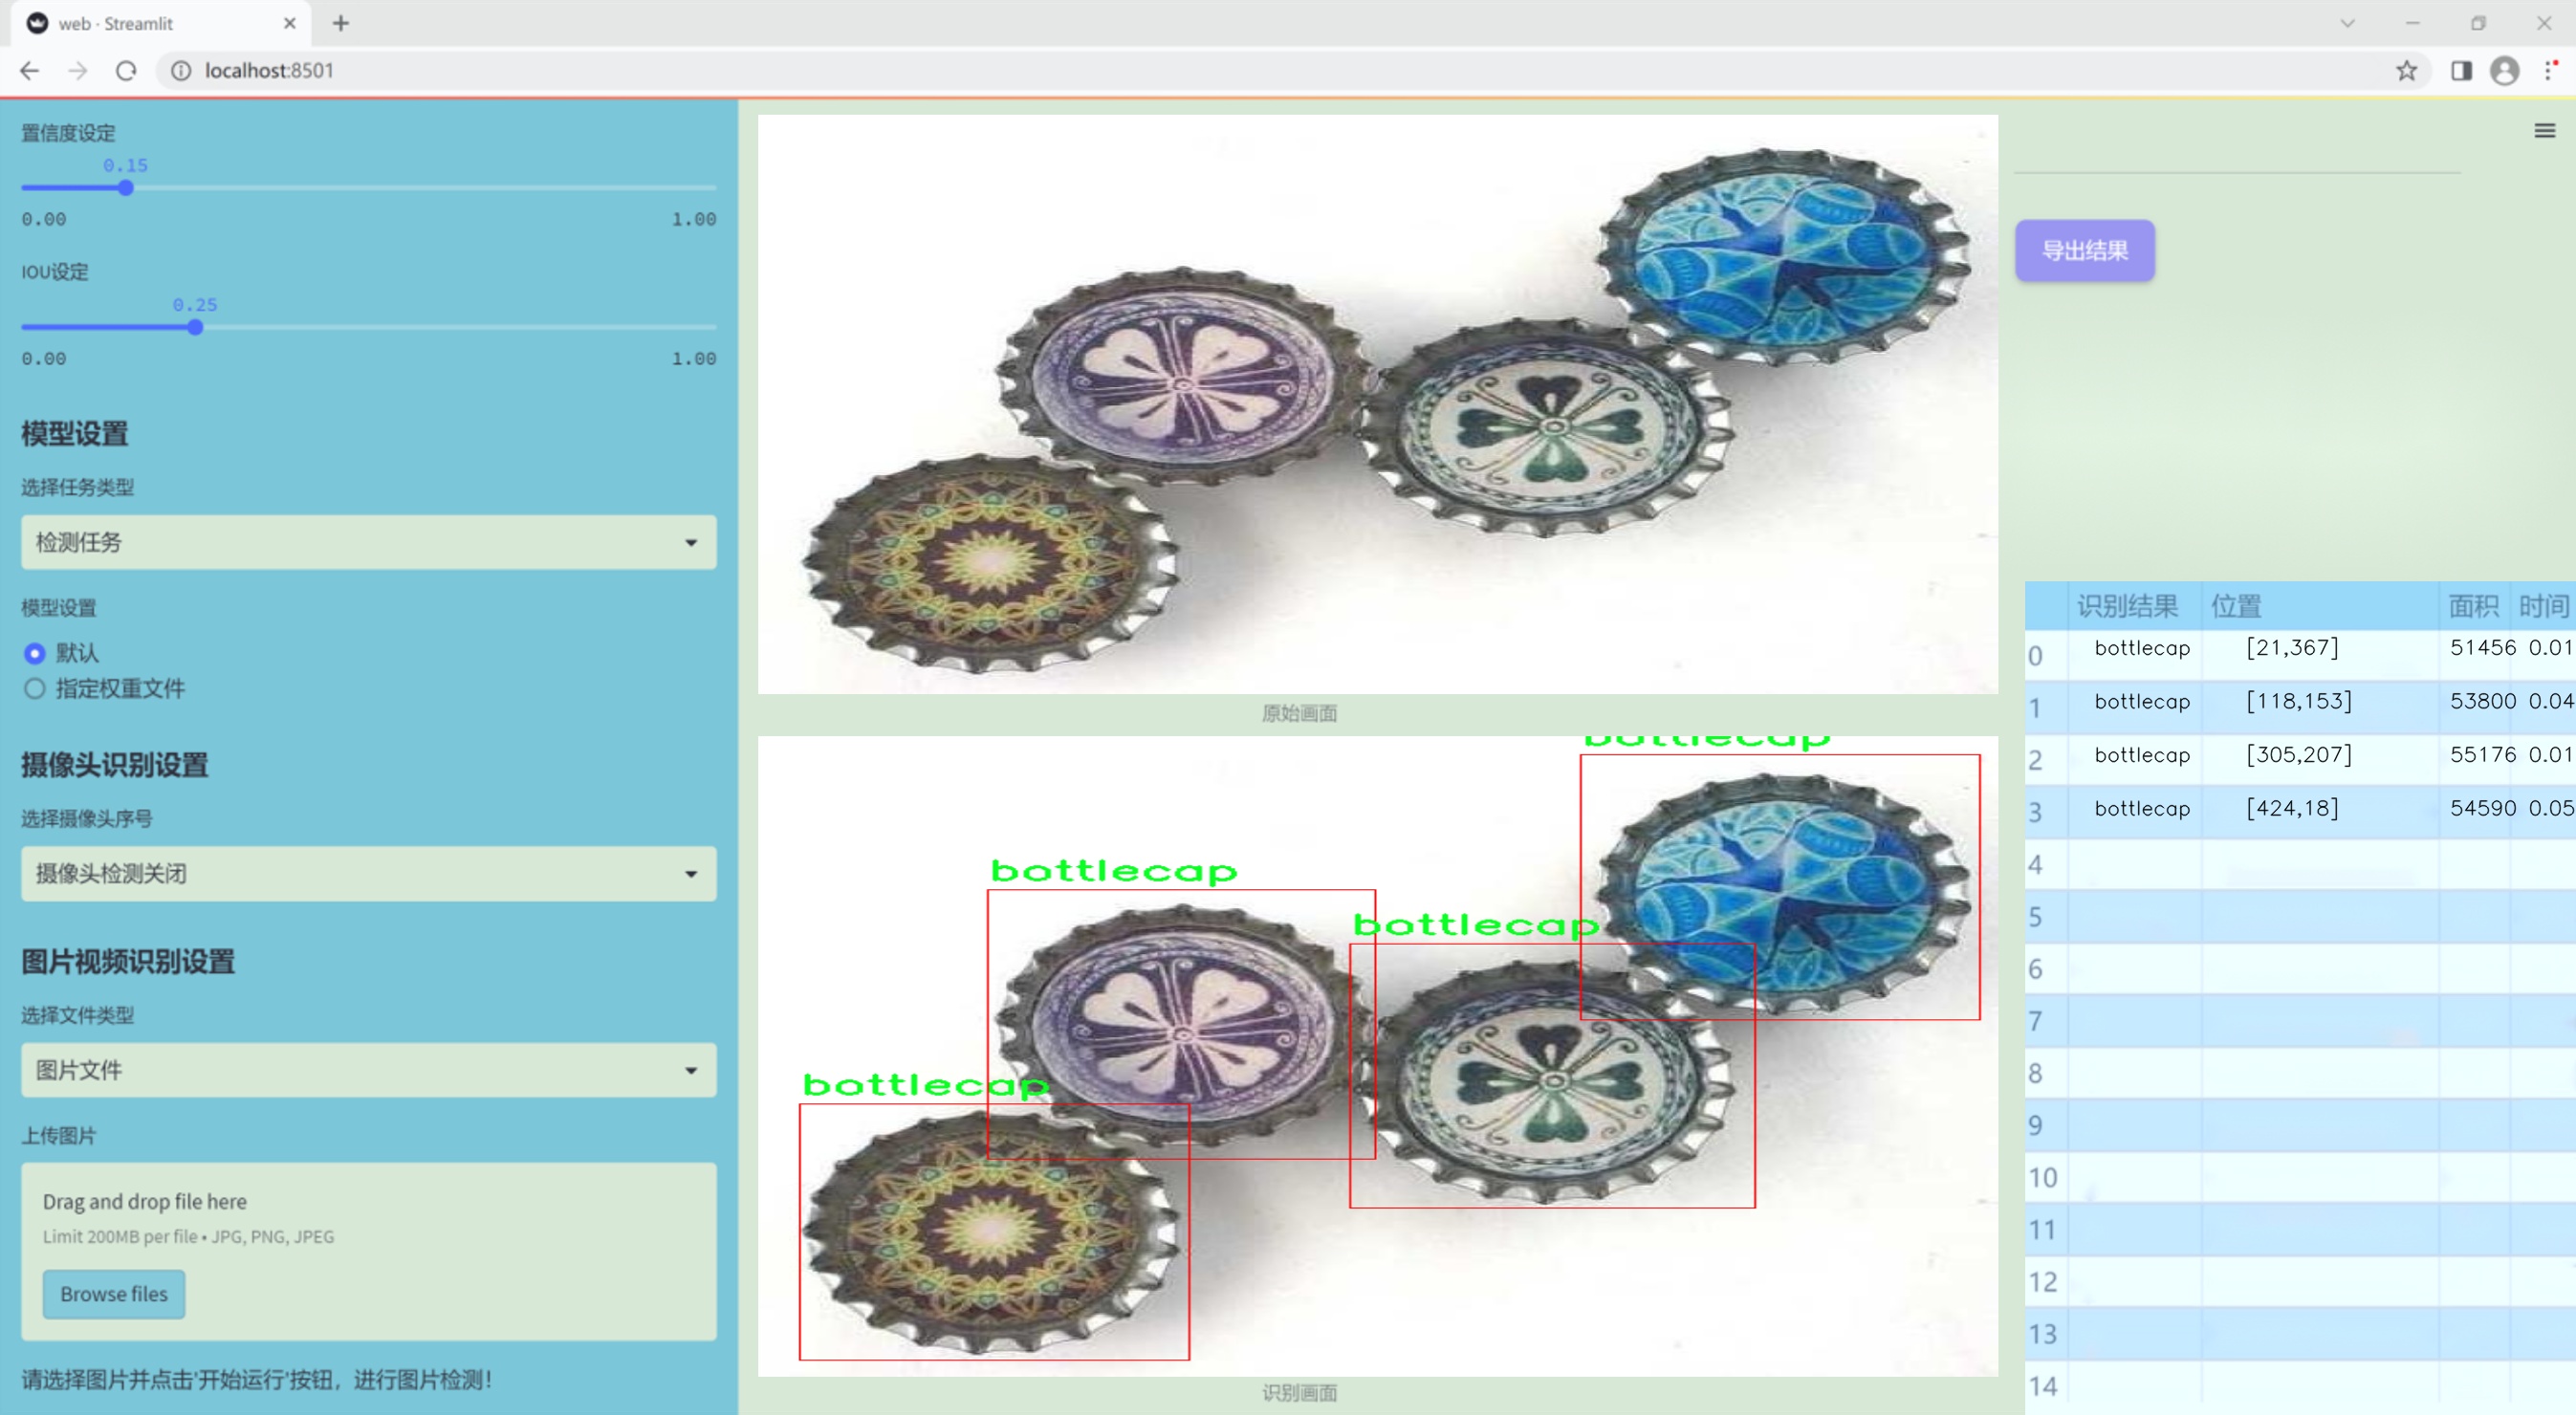 web · Streamlit
localhost:8501
置信度设定
0.15
0.00 1.00
IOU设定
0.25
0.00 1.00
模型设置
选择任务类型
检测任务
模型设置
默认
指定权重文件
摄像头识别设置
选择摄像头序号
摄像头检测关闭
图片视频识别设置
选择文件类型
图片文件
上传图片
Drag and drop file here
Limit 200MB per file • JPG, PNG, JPEG
Browse files
请选择图片并点击'开始运行'按钮，进行图片检测！
原始画面
bottlecap
bottlecap
bottlecap
bottlecap
识别画面
导出结果
识别结果 位置 面积 时间
0 bottlecap [21,367] 51456 0.01
1 bottlecap [118,153] 53800 0.04
2 bottlecap [305,207] 55176 0.01
3 bottlecap [424,18] 54590 0.05
4
5
6
7
8
9
10
11
12
13
14